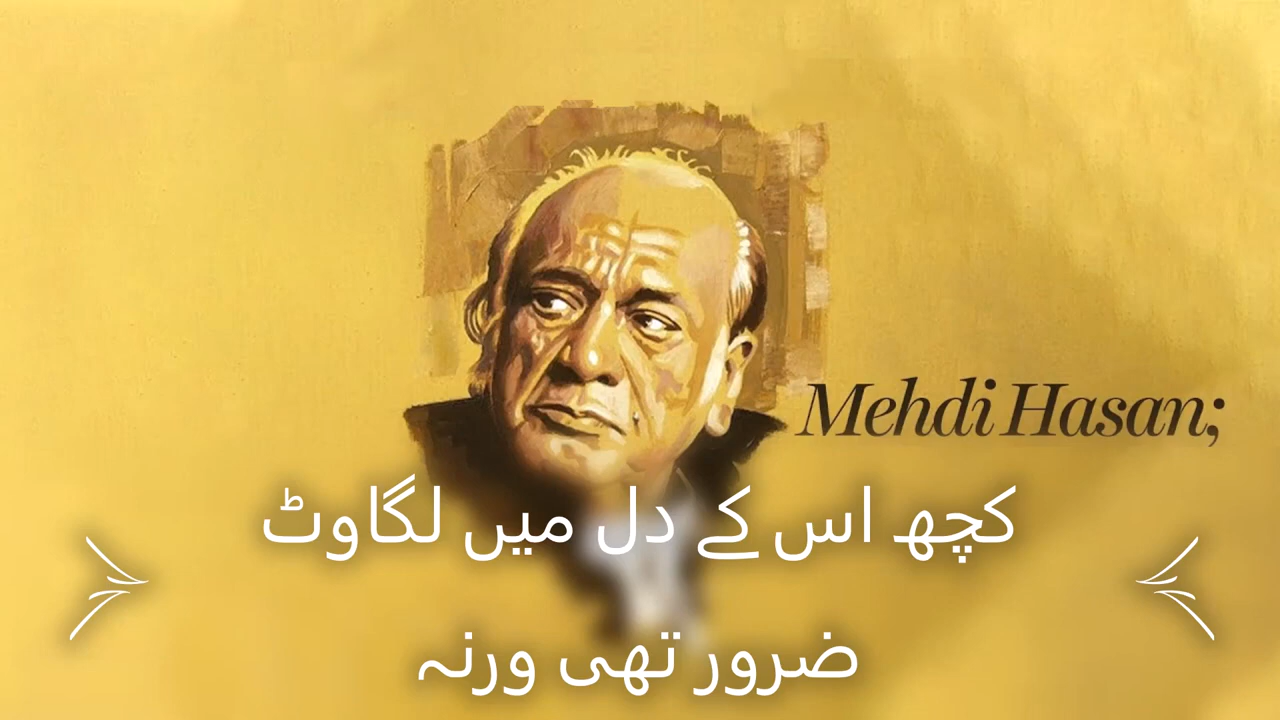 Mehdi Hasan;
کچھ اس کے دل میں لگاوٹ
ضرور تھی ورنہ